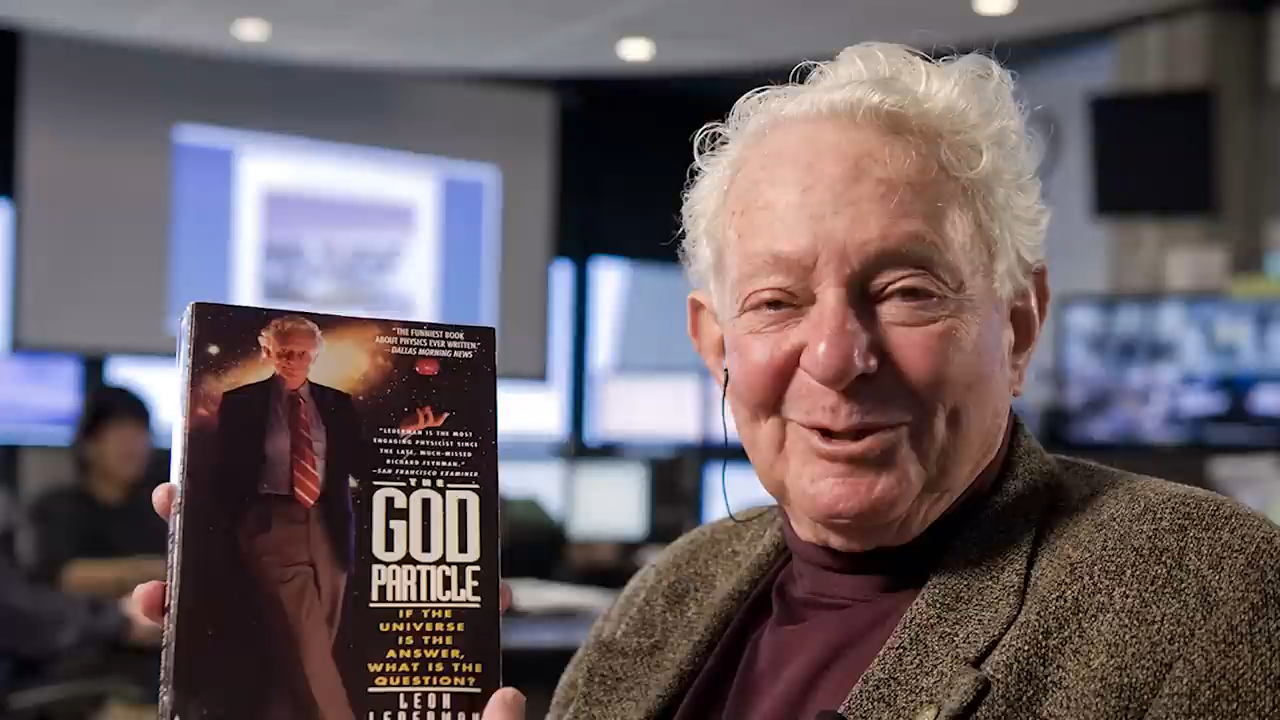 "THE FUNNIEST BOOK
ABOUT PHYSICS EVER WRITTEN."
—DALLAS MORNING NEWS
"LEDERMAN IS THE MOST
ENGAGING PHYSICIST SINCE
THE LATE, MUCH-MISSED
RICHARD FEYNMAN."
—SAN FRANCISCO EXAMINER
THE
GOD
PARTICLE
IF THE
UNIVERSE
IS THE
ANSWER,
WHAT IS THE
QUESTION?
LEON
LEDERMAN